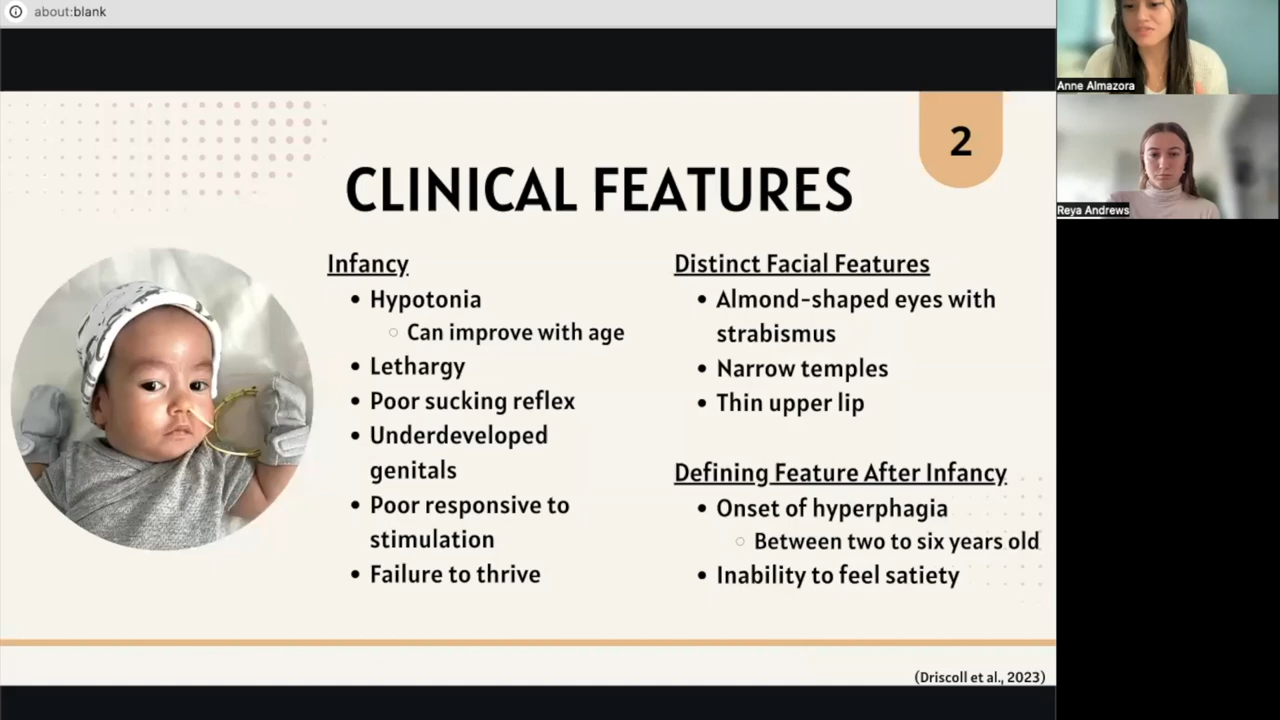 about:blank
2
CLINICAL FEATURES
Infancy
• Hypotonia
○ Can improve with age
• Lethargy
• Poor sucking reflex
• Underdeveloped
genitals
• Poor responsive to
stimulation
• Failure to thrive
Distinct Facial Features
• Almond-shaped eyes with
strabismus
• Narrow temples
• Thin upper lip
Defining Feature After Infancy
• Onset of hyperphagia
○ Between two to six years old
• Inability to feel satiety
(Driscoll et al., 2023)
Anne Almazora
Reya Andrews